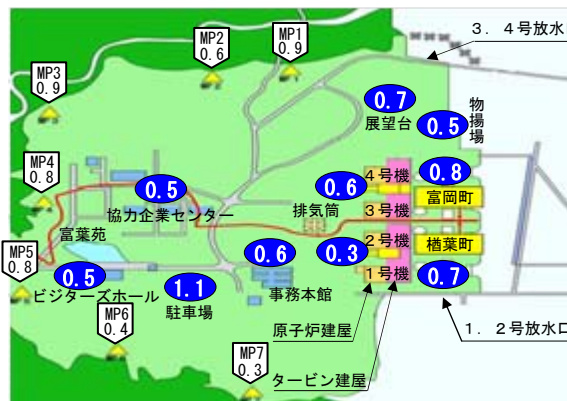 MP1
0.9
MP2
0.6
MP3
0.9
MP4
0.8
MP5
0.8
MP6
0.4
MP7
0.3
3．4号放水
0.7
展望台
0.5
物揚場
0.8
富岡町
4号機
0.6
排気筒
3号機
0.5
協力企業センター
富葉苑
楢葉町
2号機
0.3
0.6
事務本館
1号機
0.7
0.5
ビジターズホール
1.1
駐車場
原子炉建屋
タービン建屋
1．2号放水口